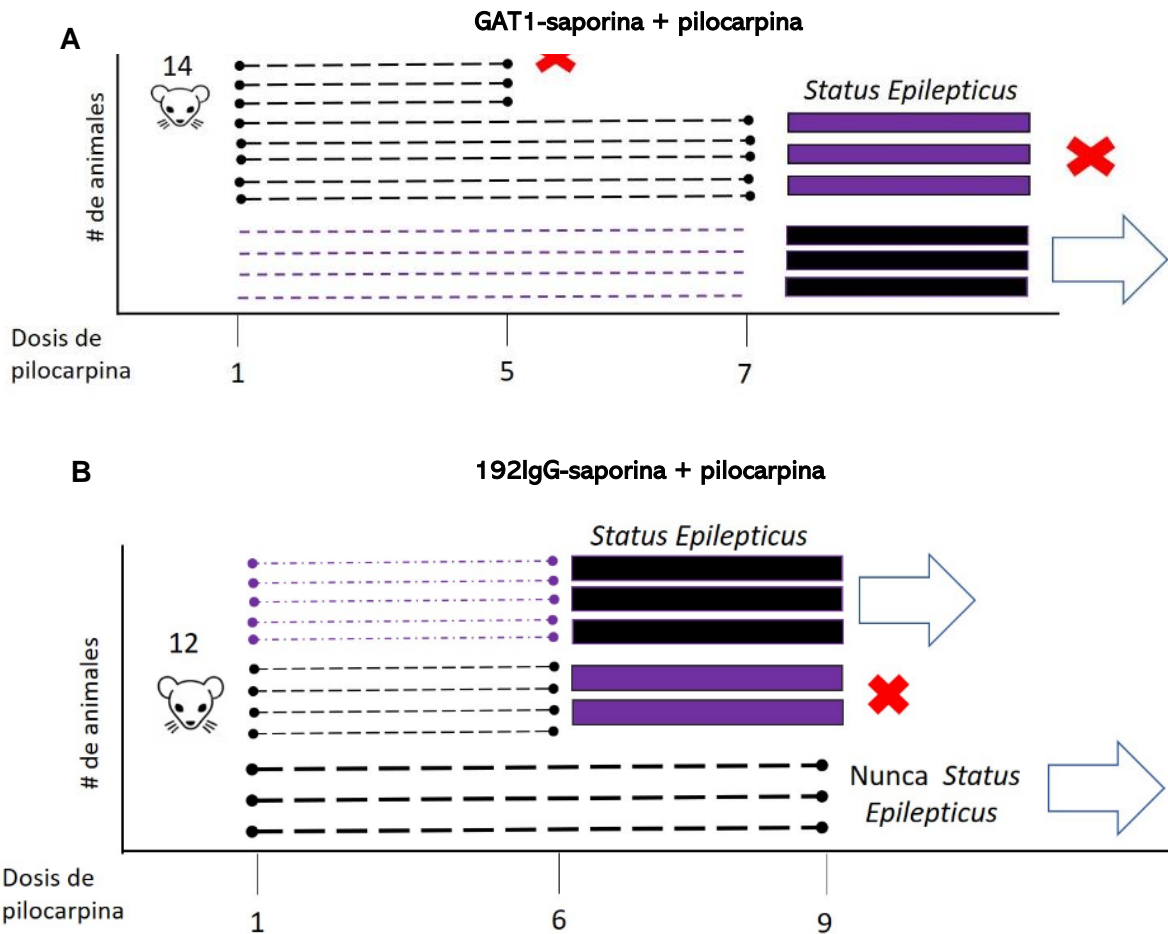 A
GAT1-saporina + pilocarpina
14
Status Epilepticus
# de animales
Dosis de
pilocarpina
1
5
7
B
192IgG-saporina + pilocarpina
Status Epilepticus
12
# de animales
Nunca Status
Epilepticus
Dosis de
pilocarpina
1
6
9